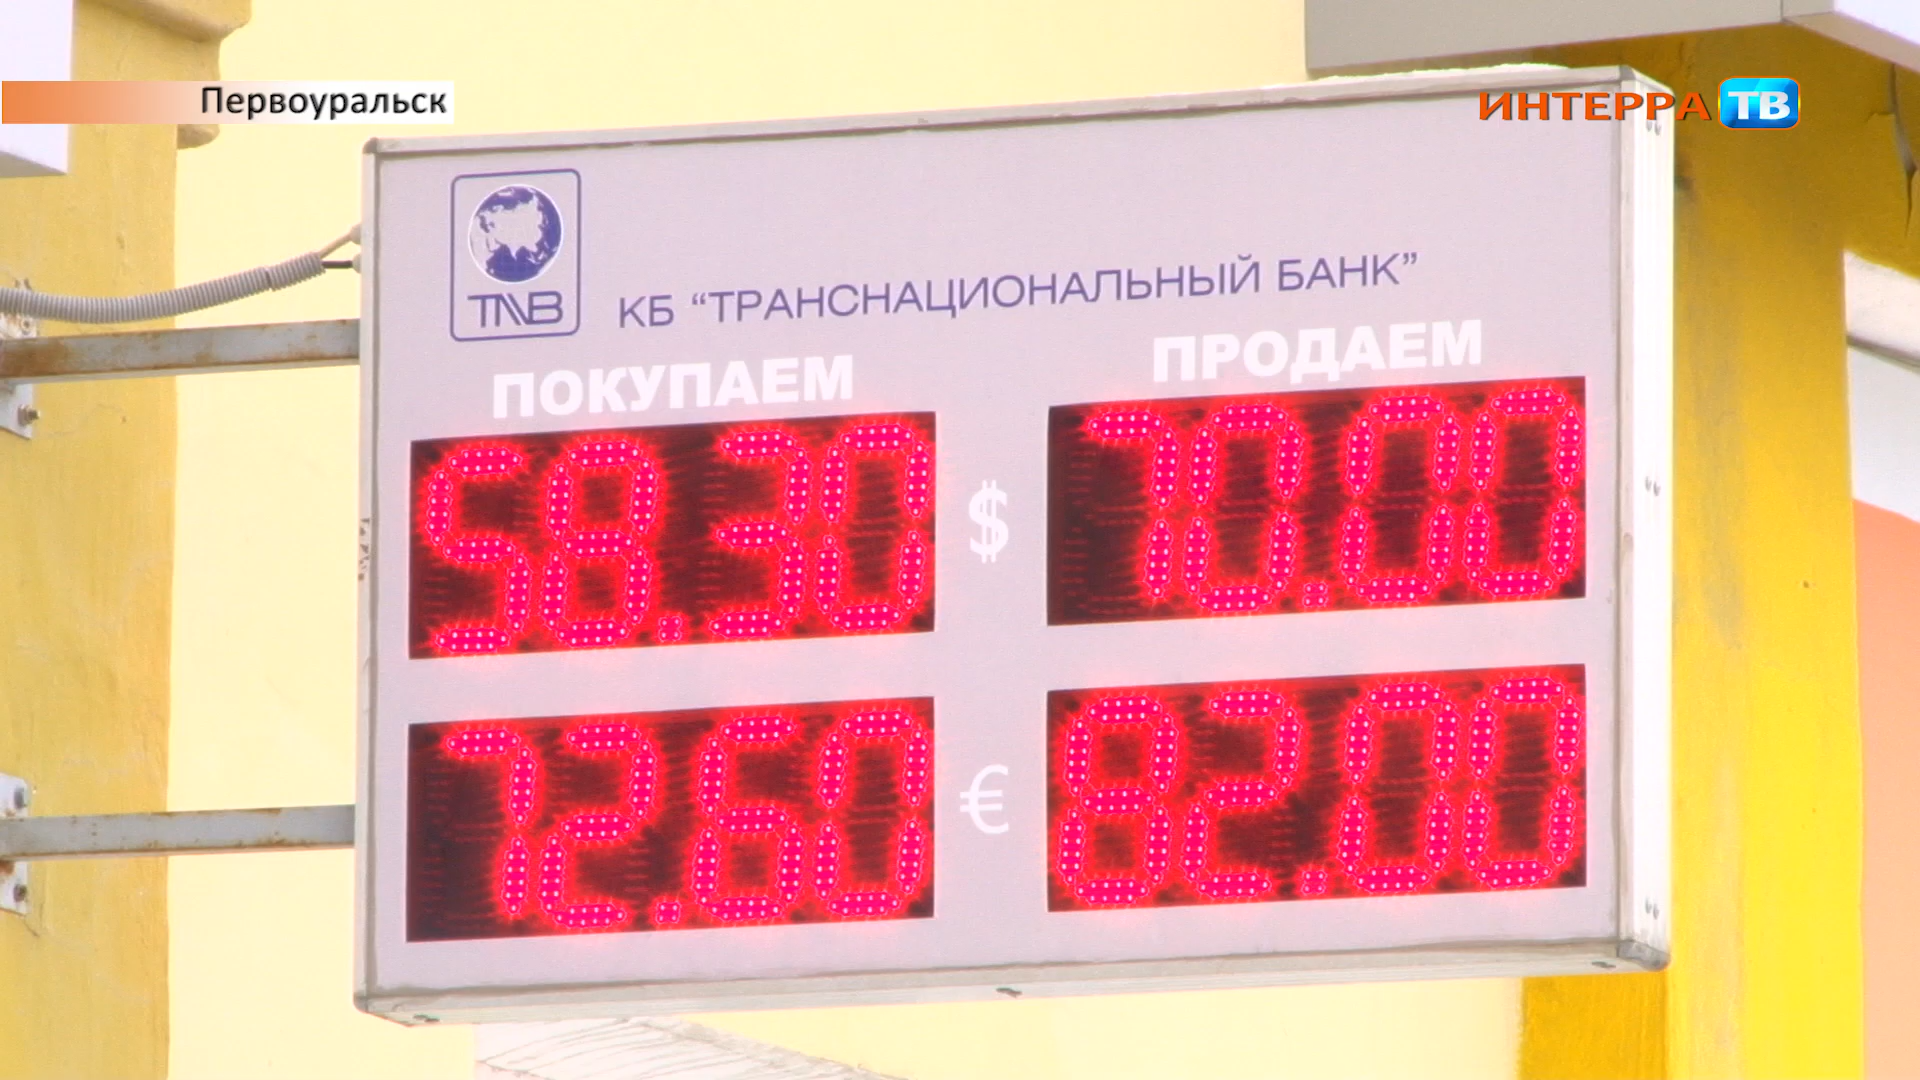 Первоуральск
ИНТЕРРА ТВ
TNB
КБ “ТРАНСНАЦИОНАЛЬНЫЙ БАНК”
ПОКУПАЕМ ПРОДАЕМ
58.30 $ 70.00
72.60 € 82.00